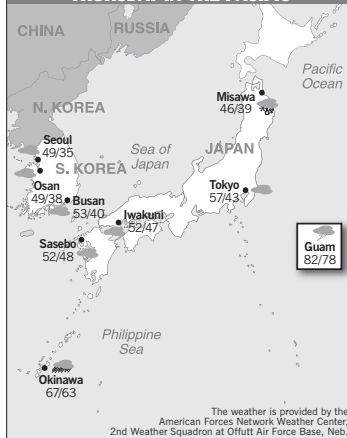 CHINA
RUSSIA
Pacific
Ocean
Misawa
46/39
N. KOREA
Seoul
49/35
Sea of
Japan
JAPAN
S. KOREA
Osan
49/38
Busan
53/40
Tokyo
57/43
Iwakuni
52/47
Sasebo
52/48
Guam
82/78
Philippine
Sea
Okinawa
67/63
The weather is provided by the
American Forces Network Weather Center,
2nd Weather Squadron at Offutt Air Force Base, Neb.